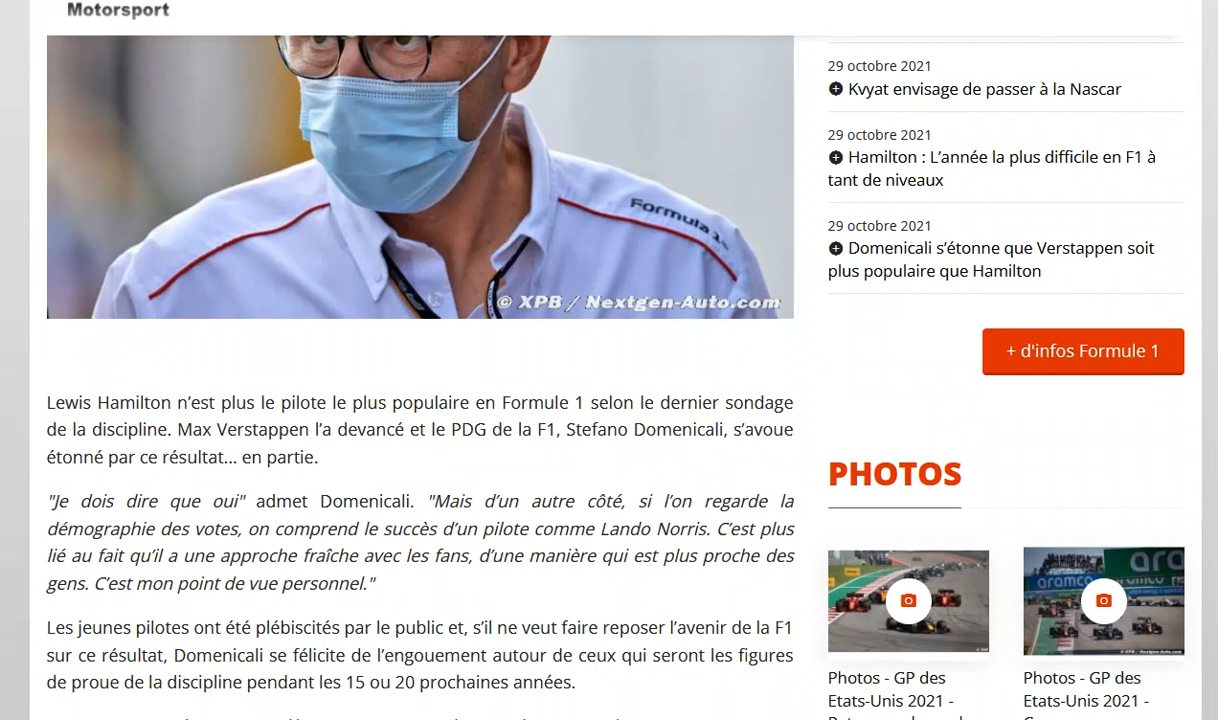 Motorsport
Formula 1
© XPB / Nextgen-Auto.com
Lewis Hamilton n’est plus le pilote le plus populaire en Formule 1 selon le dernier sondage
de la discipline. Max Verstappen l’a devancé et le PDG de la F1, Stefano Domenicali, s’avoue
étonné par ce résultat... en partie.
"Je dois dire que oui" admet Domenicali. "Mais d’un autre côté, si l’on regarde la
démographie des votes, on comprend le succès d’un pilote comme Lando Norris. C’est plus
lié au fait qu’il a une approche fraîche avec les fans, d’une manière qui est plus proche des
gens. C’est mon point de vue personnel."
Les jeunes pilotes ont été plébiscités par le public et, s’il ne veut faire reposer l’avenir de la F1
sur ce résultat, Domenicali se félicite de l’engouement autour de ceux qui seront les figures
de proue de la discipline pendant les 15 ou 20 prochaines années.
29 octobre 2021
Kvyat envisage de passer à la Nascar
29 octobre 2021
Hamilton : L’année la plus difficile en F1 à
tant de niveaux
29 octobre 2021
Domenicali s’étonne que Verstappen soit
plus populaire que Hamilton
+ d'infos Formule 1
PHOTOS
aramco
Photos - GP des
Etats-Unis 2021 -
Photos - GP des
Etats-Unis 2021 -